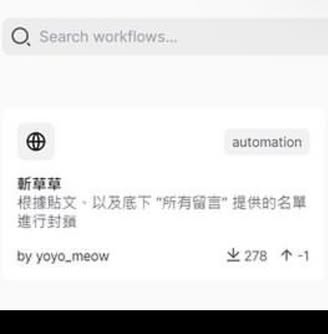 Search workflows...
automation
斬草草
根據貼文、以及底下 "所有留言" 提供的名單
進行封鎖
by yoyo_meow
278
-1